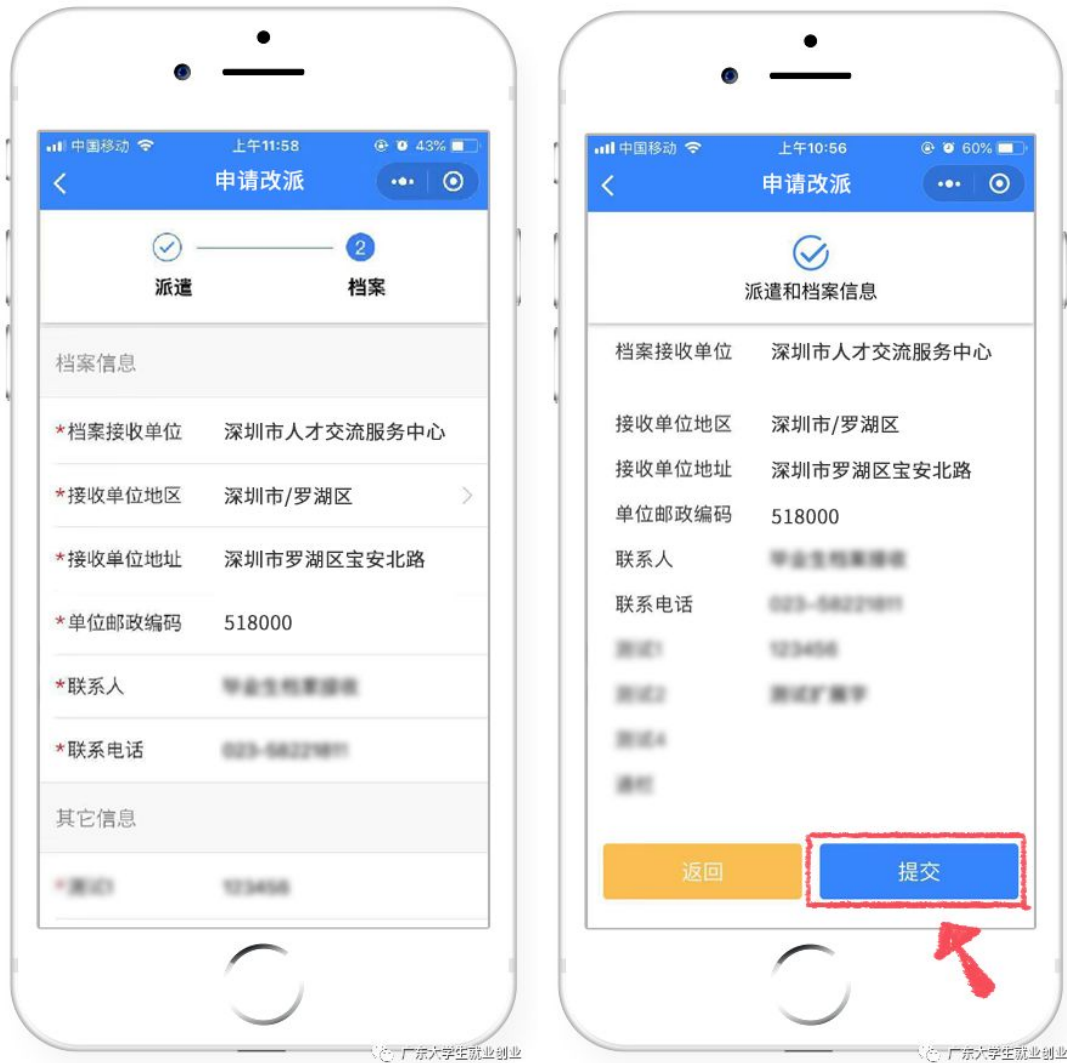 中国移动 上午11:58 43%
申请改派
2
派遣 档案
档案信息
*档案接收单位 深圳市人才交流服务中心
*接收单位地区 深圳市/罗湖区
*接收单位地址 深圳市罗湖区宝安北路
*单位邮政编码 518000
*联系人
*联系电话
其它信息
广东大学生就业创业
中国移动 上午10:56 60%
申请改派
派遣和档案信息
档案接收单位 深圳市人才交流服务中心
接收单位地区 深圳市/罗湖区
接收单位地址 深圳市罗湖区宝安北路
单位邮政编码 518000
联系人
联系电话
返回 提交
广东大学生就业创业